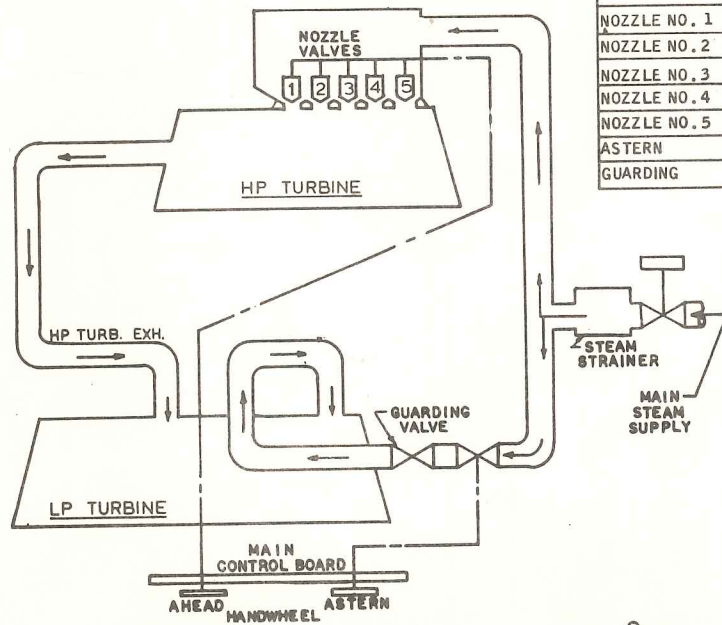 NOZZLE
VALVES
1 2 3 4 5
NOZZLE NO. 1
NOZZLE NO. 2
NOZZLE NO. 3
NOZZLE NO. 4
NOZZLE NO. 5
ASTERN
GUARDING
HP TURBINE
HP TURB. EXH.
STEAM
STRAINER
MAIN
STEAM
SUPPLY
GUARDING
VALVE
LP TURBINE
MAIN
CONTROL BOARD
AHEAD
ASTERN
HANDWHEEL